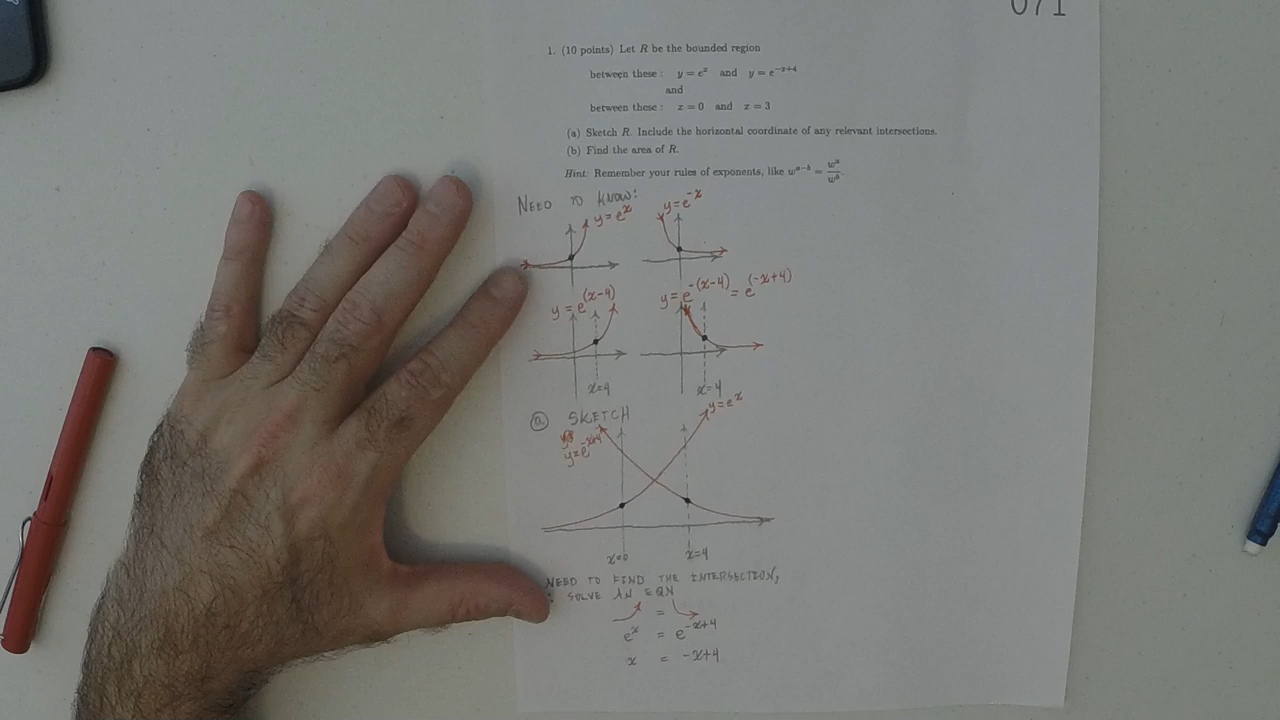 071
1. (10 points) Let R be the bounded region
between these : y = e^x and y = e^{-x+4}
and
between these : x = 0 and x = 3
(a) Sketch R. Include the horizontal coordinate of any relevant intersections.
(b) Find the area of R.
Hint: Remember your rules of exponents, like w^{a-b} = w^a/w^b.
NEED TO KNOW:
y = e^x
y=e^{-x}
y = e^{(x-4)}
y = e^{-(x-4)} = e^{(-x+4)}
x=4
x=4
(a) SKETCH
y=e^x
y=e^{-x+4}
x=0
x=4
NEED TO FIND THE INTERSECTION,
SOLVE AN EQN
=
e^x = e^{-x+4}
x = -x+4